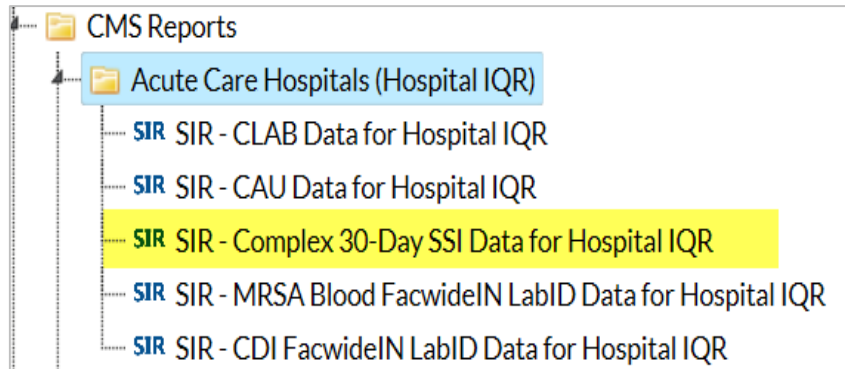 CMS Reports
Acute Care Hospitals (Hospital IQR)
SIR SIR - CLAB Data for Hospital IQR
SIR SIR - CAU Data for Hospital IQR
SIR SIR - Complex 30-Day SSI Data for Hospital IQR
SIR SIR - MRSA Blood FacwideIN LabID Data for Hospital IQR
SIR SIR - CDI FacwideIN LabID Data for Hospital IQR